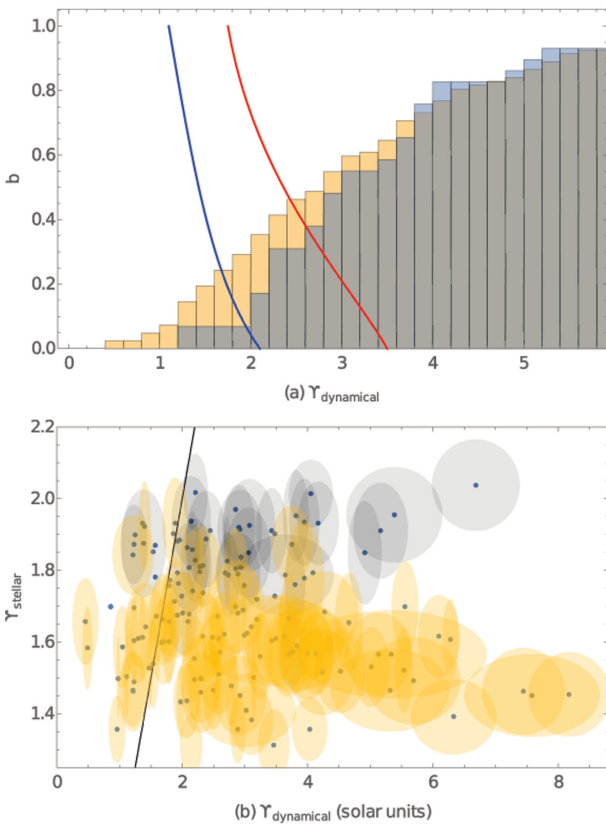 1.0
0.8
0.6
b
0.4
0.2
0.0
0 1 2 3 4 5
(a) ϒdynamical
2.2
2.0
1.8
ϒstellar
1.6
1.4
0 2 4 6 8
(b) ϒdynamical (solar units)